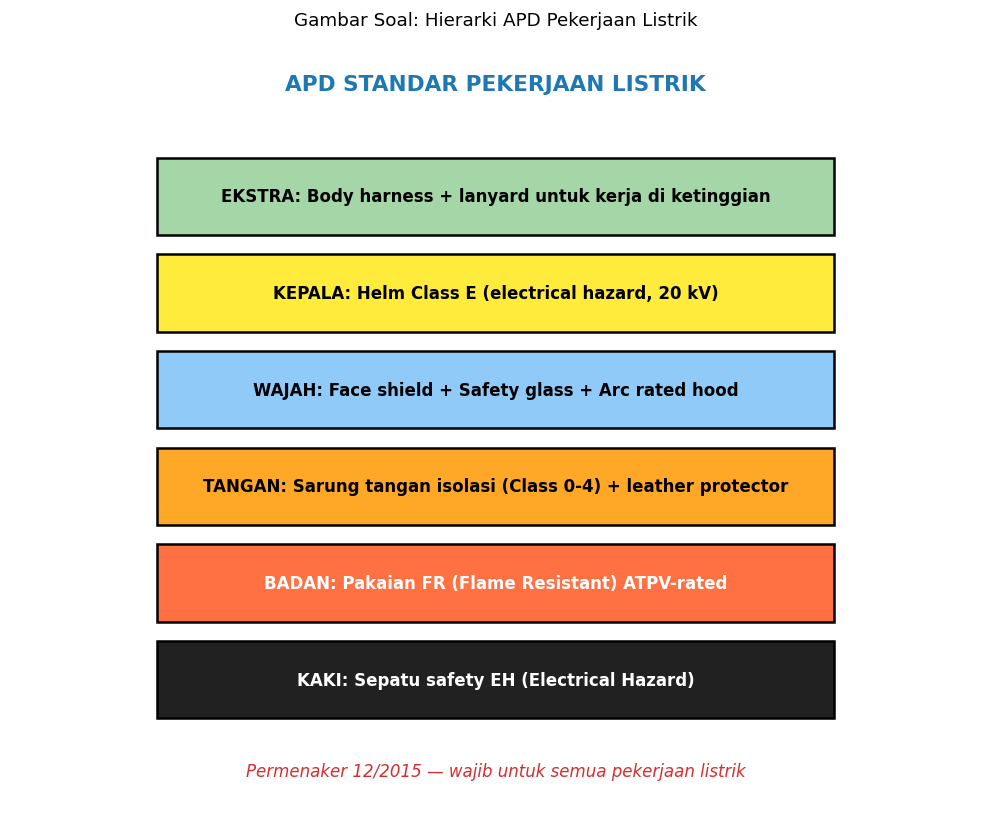 Gambar Soal: Hierarki APD Pekerjaan Listrik
APD STANDAR PEKERJAAN LISTRIK
EKSTRA: Body harness + lanyard untuk kerja di ketinggian
KEPALA: Helm Class E (electrical hazard, 20 kV)
WAJAH: Face shield + Safety glass + Arc rated hood
TANGAN: Sarung tangan isolasi (Class 0-4) + leather protector
BADAN: Pakaian FR (Flame Resistant) ATPV-rated
KAKI: Sepatu safety EH (Electrical Hazard)
Permenaker 12/2015 — wajib untuk semua pekerjaan listrik